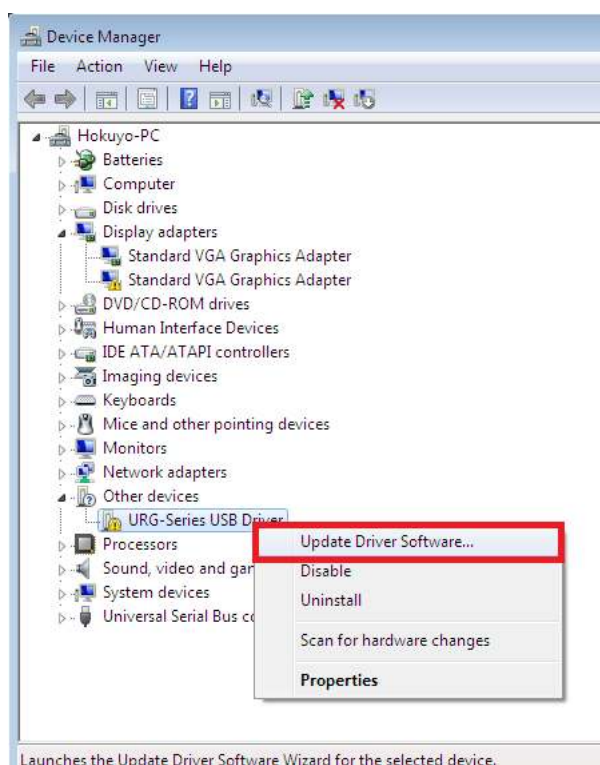 Device Manager
File Action View Help
Hokuyo-PC
Batteries
Computer
Disk drives
Display adapters
Standard VGA Graphics Adapter
Standard VGA Graphics Adapter
DVD/CD-ROM drives
Human Interface Devices
IDE ATA/ATAPI controllers
Imaging devices
Keyboards
Mice and other pointing devices
Monitors
Network adapters
Other devices
URG-Series USB Driver
Processors
Sound, video and
System devices
Universal Serial Bus
Update Driver Software...
Disable
Uninstall
Scan for hardware changes
Properties
Launches the Update Driver Software Wizard for the selected device.